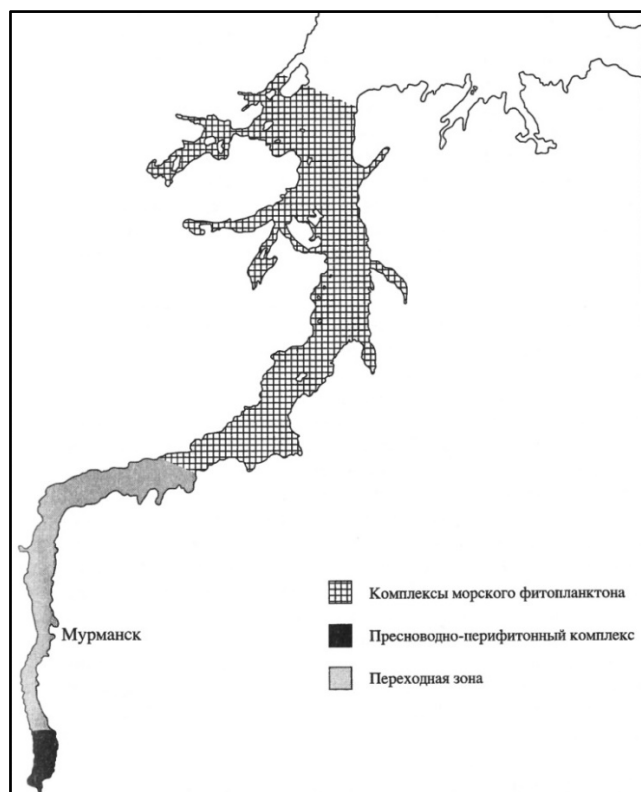 Комплексы морского фитопланктона
Мурманск
Пресноводно-перифитонный комплекс
Переходная зона